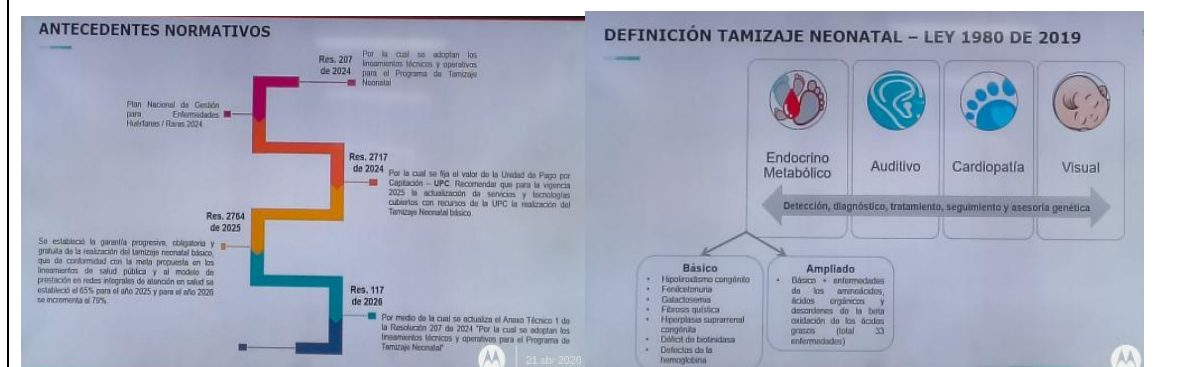 ANTECEDENTES NORMATIVOS
Res. 207
de 2024
Por la cual se adoptan los
lineamientos técnicos y operativos
para el Programa de Tamizaje
Neonatal
Plan Nacional de Gestión
para Enfermedades
Huérfanas / Raras 2024.
Res. 2717
de 2024
Por la cual se fija el valor de la Unidad de Pago por
Capitación – UPC. Recomendar que para la vigencia
2025 la actualización de servicios y tecnologías
cubiertos con recursos de la UPC la realización del
Tamizaje Neonatal básico.
Res. 2764
de 2025
Se estableció la garantía progresiva, obligatoria y
gratuita de la realización del tamizaje neonatal básico,
que de conformidad con la meta propuesta en los
lineamientos de salud pública y al modelo de
prestación en redes integrales de atención en salud se
estableció el 65% para el año 2025 y para el año 2026
se incrementa al 79%.
Res. 117
de 2026
Por medio de la cual se actualiza el Anexo Técnico 1 de
la Resolución 207 de 2024 "Por la cual se adoptan los
lineamientos técnicos y operativos para el Programa de
Tamizaje Neonatal"
21 abr 2026
DEFINICIÓN TAMIZAJE NEONATAL – LEY 1980 DE 2019
Endocrino
Metabólico
Auditivo
Cardiopatía
Visual
Detección, diagnóstico, tratamiento, seguimiento y asesoría genética
Básico
• Hipotiroidismo congénito
• Fenilcetonuria
• Galactosemia
• Fibrosis quística
• Hiperplasia suprarrenal
congénita
• Déficit de biotinidasa
• Defectos de la
hemoglobina
Ampliado
• Básico + enfermedades
de los aminoácidos,
ácidos orgánicos y
desordenes de la beta
oxidación de los ácidos
grasos (total 33
enfermedades)